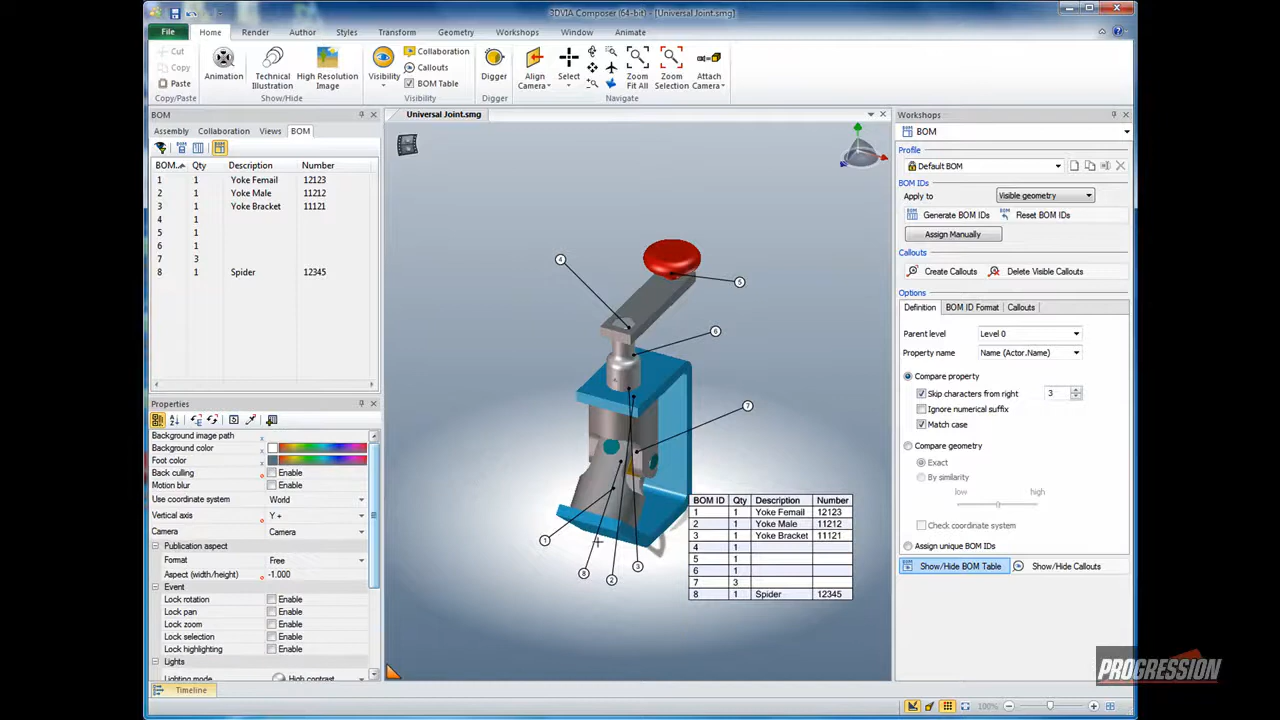 3DVIA Composer (64-bit) - [Universal Joint.smg]
File Home Render Author Styles Transform Geometry Workshops Window Animate
Cut
Copy
Paste
Copy/Paste
Animation
Technical Illustration
High Resolution Image
Show/Hide
Visibility
Collaboration
Callouts
BOM Table
Visibility
Digger
Digger
Align Camera
Select
Zoom Fit All
Zoom Selection
Attach Camera
Navigate
BOM
Assembly Collaboration Views BOM
BOM... Qty Description Number
1 1 Yoke Femail 12123
2 1 Yoke Male 11212
3 1 Yoke Bracket 11121
4 1
5 1
6 1
7 3
8 1 Spider 12345
Properties
Background image path
Background color
Foot color
Back culling Enable
Motion blur Enable
Use coordinate system World
Vertical axis Y +
Camera Camera
Publication aspect
Format Free
Aspect (width/height) -1.000
Event
Lock rotation Enable
Lock pan Enable
Lock zoom Enable
Lock selection Enable
Lock highlighting Enable
Lights
Lighting mode High contrast
Timeline
Universal Joint.smg
4
5
6
7
1
8
2
3
BOM ID Qty Description Number
1 1 Yoke Femail 12123
2 1 Yoke Male 11212
3 1 Yoke Bracket 11121
4 1
5 1
6 1
7 3
8 1 Spider 12345
Workshops
BOM
Profile
Default BOM
BOM IDs
Apply to Visible geometry
Generate BOM IDs Reset BOM IDs
Assign Manually
Callouts
Create Callouts Delete Visible Callouts
Options
Definition BOM ID Format Callouts
Parent level Level 0
Property name Name (Actor.Name)
Compare property
Skip characters from right 3
Ignore numerical suffix
Match case
Compare geometry
Exact
By similarity
low high
Check coordinate system
Assign unique BOM IDs
Show/Hide BOM Table Show/Hide Callouts
PROGRESSION
100%